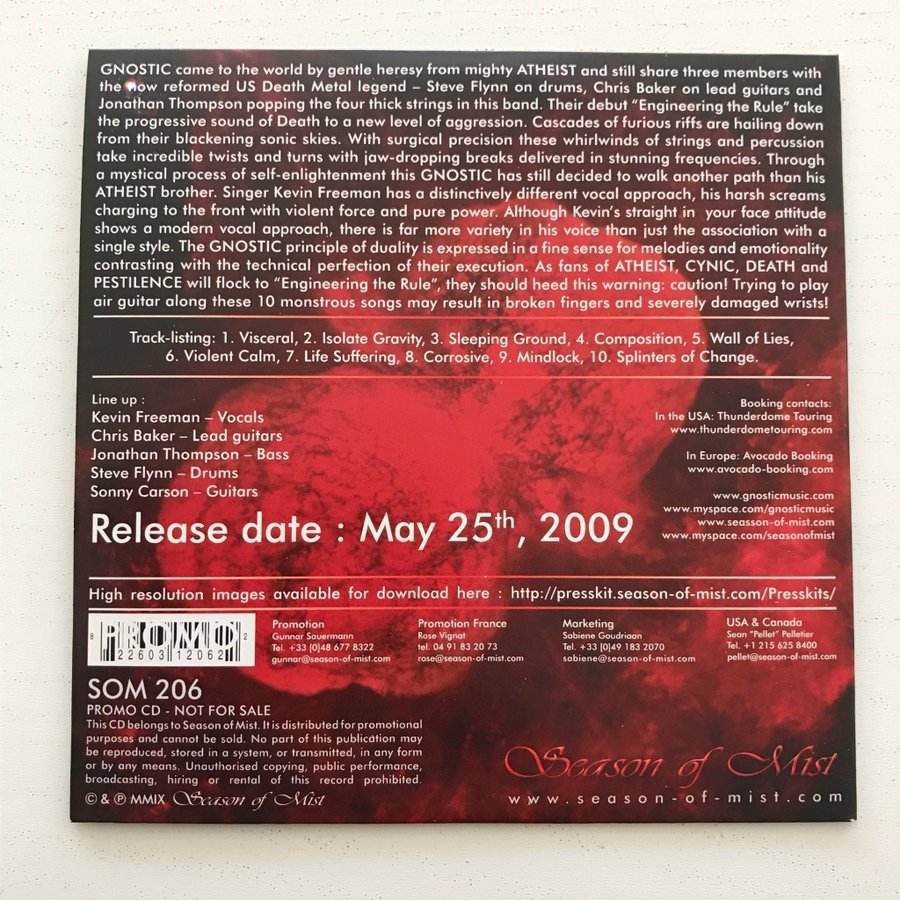 GNOSTIC came to the world by gentle heresy from mighty ATHEIST and still share three members with
the now reformed US Death Metal legend – Steve Flynn on drums, Chris Baker on lead guitars and
Jonathan Thompson popping the four thick strings in this band. Their debut “Engineering the Rule” take
the progressive sound of Death to a new level of aggression. Cascades of furious riffs are hailing down
from their blackening sonic skies. With surgical precision these whirlwinds of strings and percussion
take incredible twists and turns with jaw-dropping breaks delivered in stunning frequencies. Through
a mystical process of self-enlightenment this GNOSTIC has still decided to walk another path than his
ATHEIST brother. Singer Kevin Freeman has a distinctively different vocal approach, his harsh screams
charging to the front with violent force and pure power. Although Kevin’s straight in your face attitude
shows a modern vocal approach, there is far more variety in his voice than just the association with a
single style. The GNOSTIC principle of duality is expressed in a fine sense for melodies and emotionality
contrasting with the technical perfection of their execution. As fans of ATHEIST, CYNIC, DEATH and
PESTILENCE will flock to “Engineering the Rule”, they should heed this warning: caution! Trying to play
air guitar along these 10 monstrous songs may result in broken fingers and severely damaged wrists!
Track-listing: 1. Visceral, 2. Isolate Gravity, 3. Sleeping Ground, 4. Composition, 5. Wall of Lies,
6. Violent Calm, 7. Life Suffering, 8. Corrosive, 9. Mindlock, 10. Splinters of Change.
Line up :
Kevin Freeman – Vocals
Chris Baker – Lead guitars
Jonathan Thompson – Bass
Steve Flynn – Drums
Sonny Carson – Guitars
Booking contacts:
In the USA: Thunderdome Touring
www.thunderdometouring.com
In Europe: Avocado Booking
www.avocado-booking.com
www.gnosticmusic.com
www.myspace.com/gnosticmusic
www.seasson-of-mist.com
www.myspace.com/seasonofmist
Release date : May 25th, 2009
High resolution images available for download here : http://presskit.season-of-mist.com/Presskits/
PROMO
8 22603 12062 2
Promotion
Gunnar Sauermann
Tel. +33 [0]48 677 8322
gunnar@season-of-mist.com
Promotion France
Rose Vignat
tel. 04 91 83 20 73
rose@season-of-mist.com
Marketing
Sabiene Goudriaan
Tel. +33 [0]49 183 2070
sabiene@season-of-mist.com
USA & Canada
Sean “Pellet” Pelletier
Tel. +1 215 625 8400
pellet@season-of-mist.com
SOM 206
PROMO CD - NOT FOR SALE
This CD belongs to Season of Mist. It is distributed for promotional
purposes and cannot be sold. No part of this publication may
be reproduced, stored in a system, or transmitted, in any form
or by any means. Unauthorised copying, public performance,
broadcasting, hiring or rental of this record prohibited.
© & ℗ MMIX Season of Mist
Season of Mist
www.season-of-mist.com